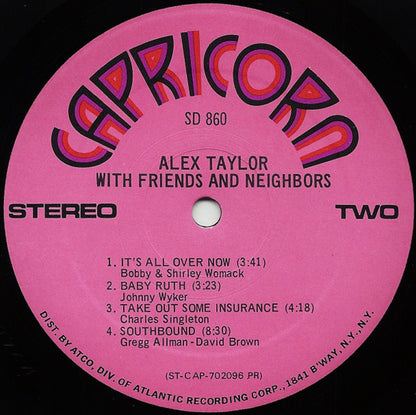 CAPRICORN
SD 860
ALEX TAYLOR
WITH FRIENDS AND NEIGHBORS
STEREO
TWO
1. IT'S ALL OVER NOW (3:41)
Bobby & Shirley Womack
2. BABY RUTH (3:23)
Johnny Wyker
3. TAKE OUT SOME INSURANCE (4:18)
Charles Singleton
4. SOUTHBOUND (8:30)
Gregg Allman-David Brown
(ST-CAP-702096 PR)
DIST. BY ATCO, DIV. OF ATLANTIC RECORDING CORP., 1841 B'WAY, N.Y., N.Y.